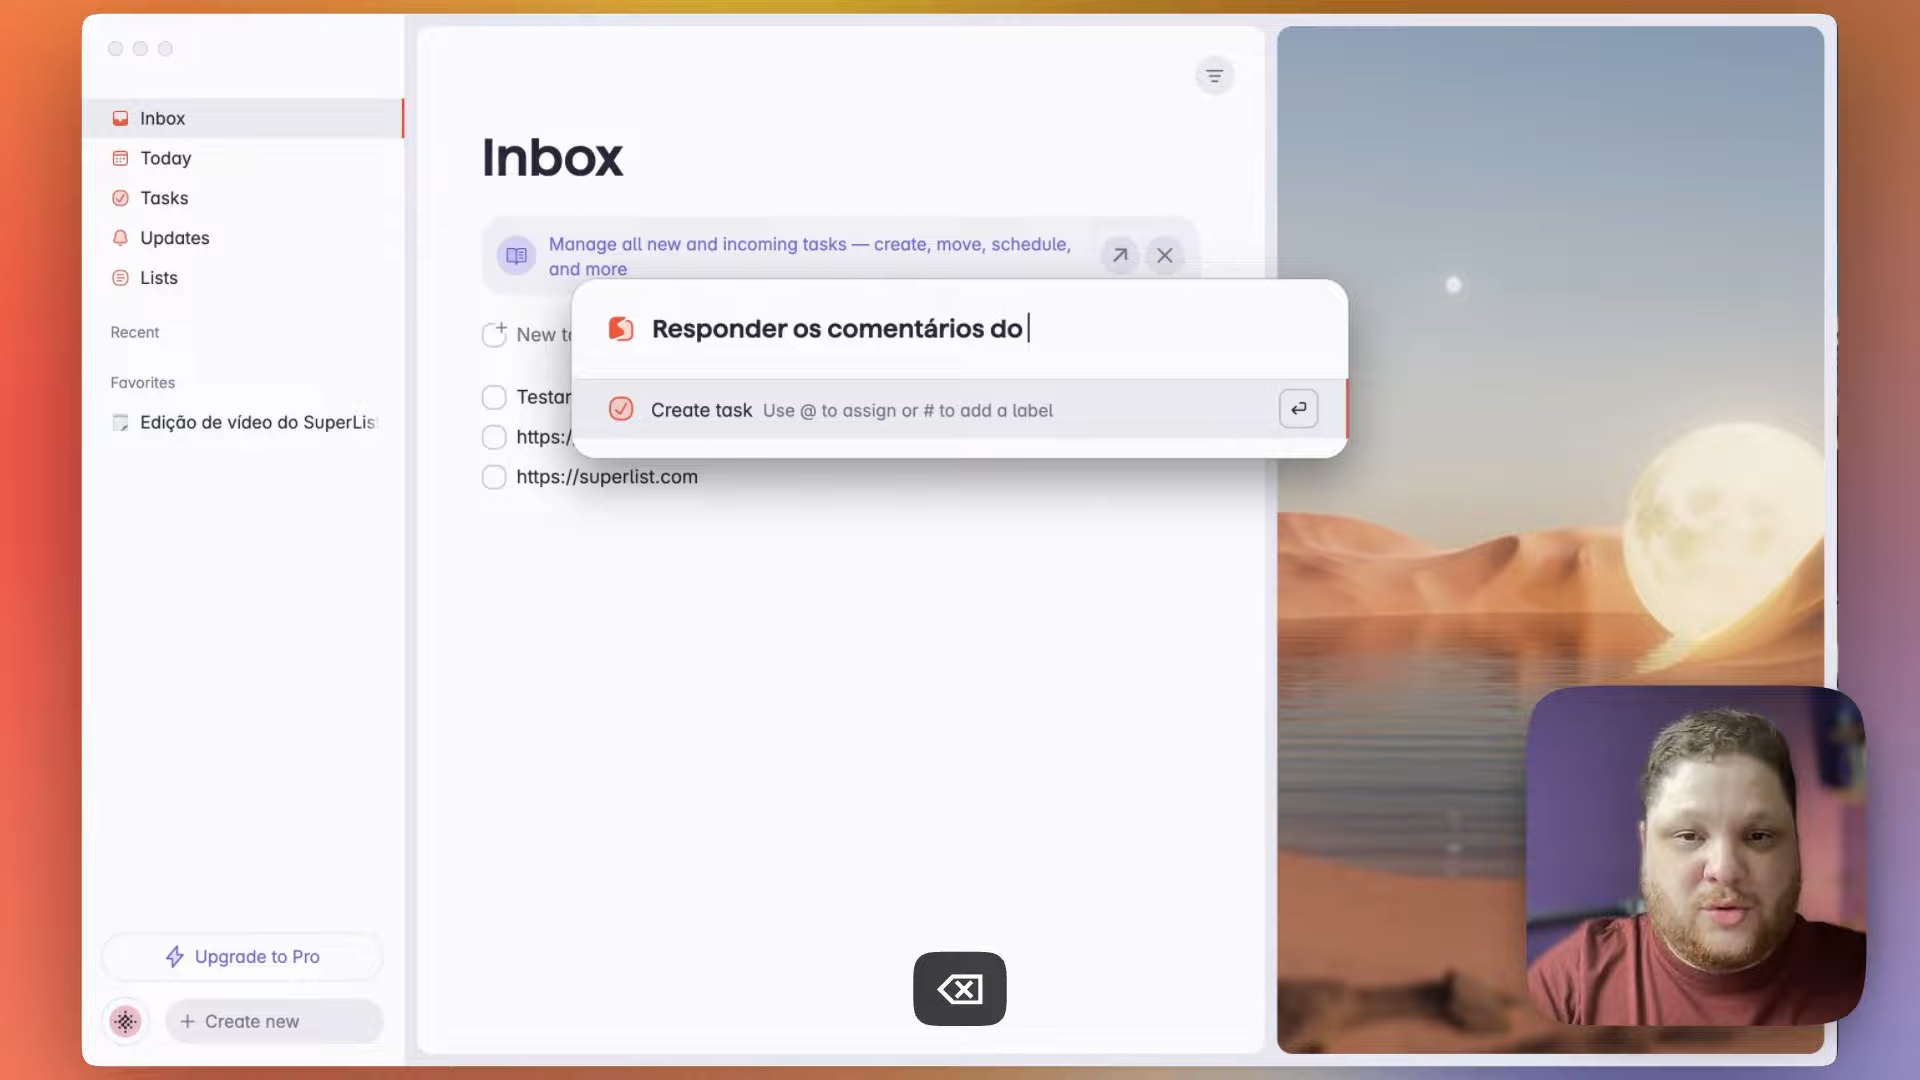 Inbox
Today
Tasks
Updates
Lists
Recent
Favorites
Edição de vídeo do SuperLis
Upgrade to Pro
Create new
Inbox
Manage all new and incoming tasks — create, move, schedule,
and more
New t
Responder os comentários do
Create task Use @ to assign or # to add a label
Testar
https:/
https://superlist.com